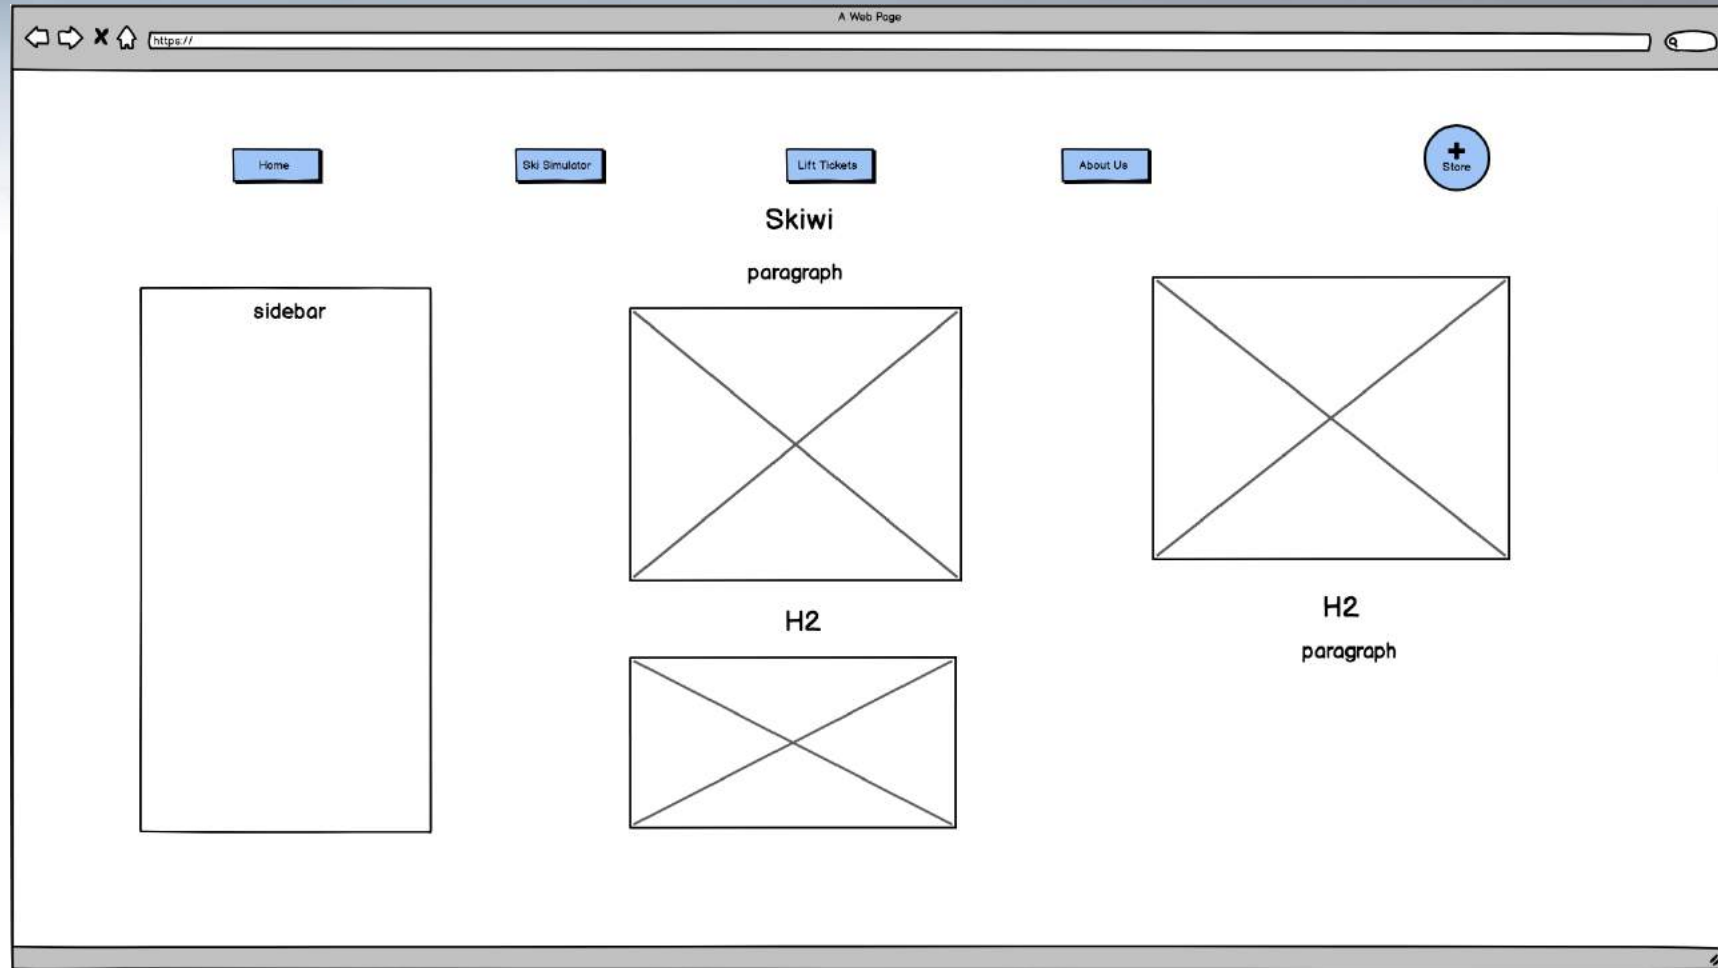 A Web Page
https://
Home
Ski Simulator
Lift Tickets
About Us
Store
Skiwi
paragraph
sidebar
H2
H2
paragraph